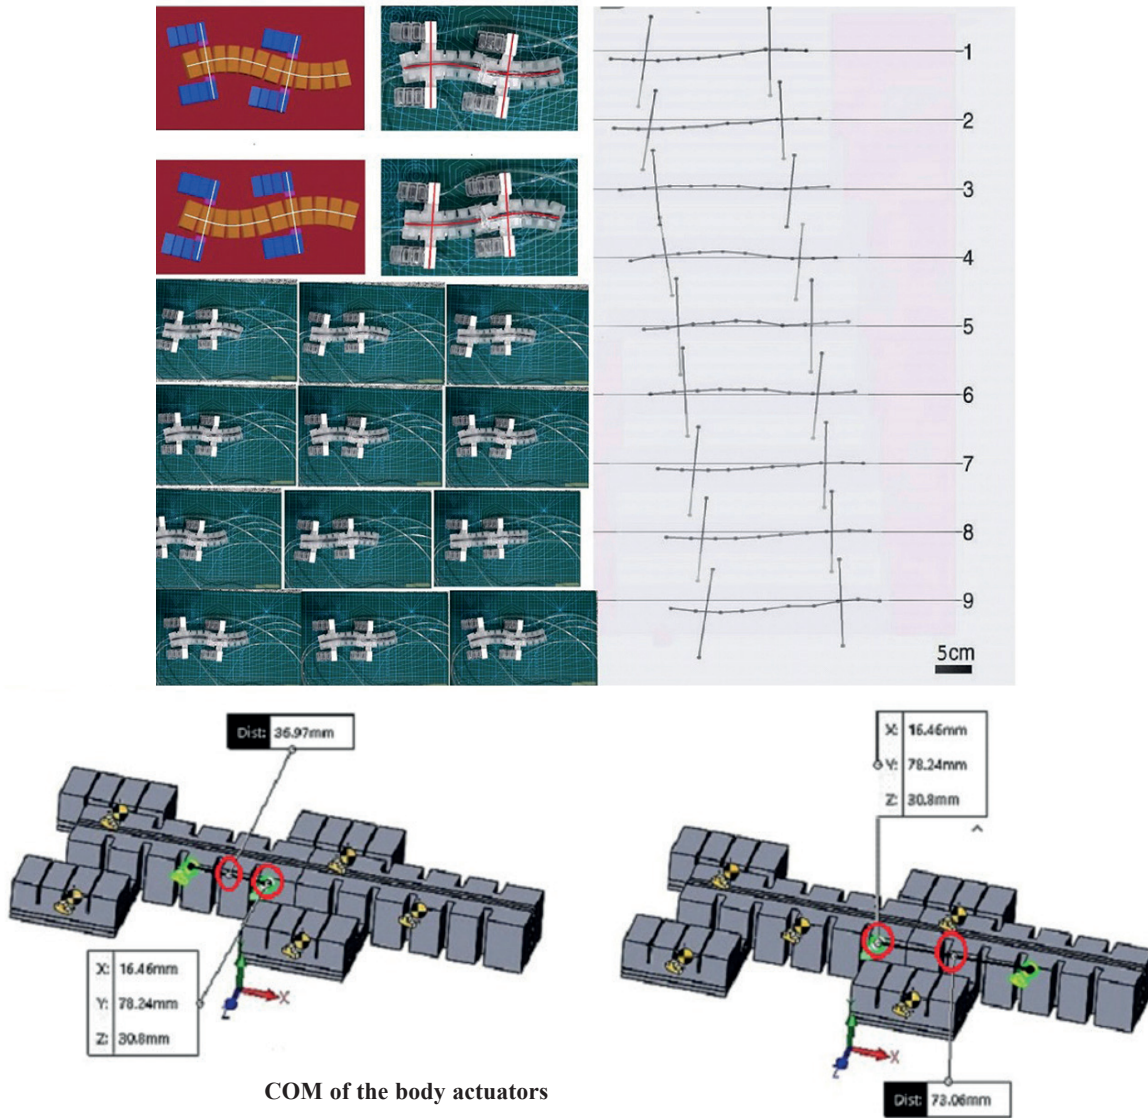 1
2
3
4
5
6
7
8
9
5cm
Dist: 36.97mm
X: 16.46mm
Y: 78.24mm
Z: 30.8mm
X
Z
X: 16.46mm
Y: 78.24mm
Z: 30.8mm
Y
X
Z
Dist: 73.06mm
COM of the body actuators